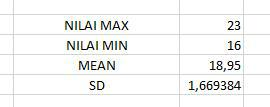 NILAI MAX 23
NILAI MIN 16
MEAN 18,95
SD 1,669384